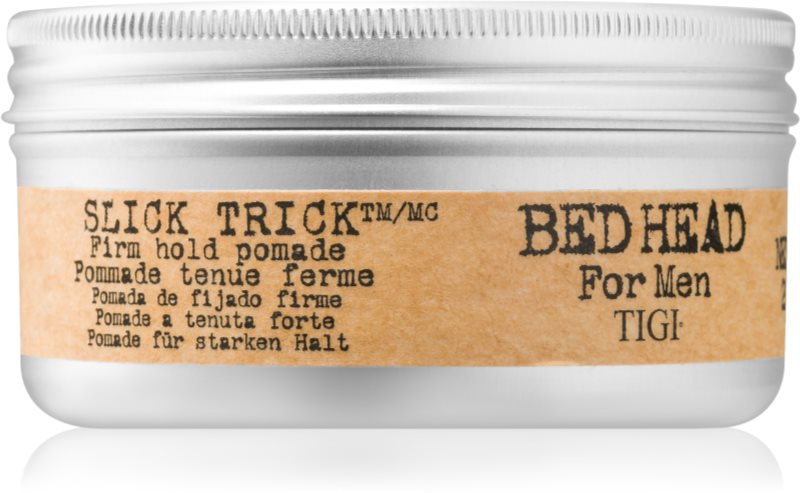 SLICK TRICK™/MC
Firm hold pomade
Pommade tenue ferme
Pomada de fijado firme
Pomade a tenuta forte
Pomade für starken Halt
BED HEAD
For Men
TIGI®